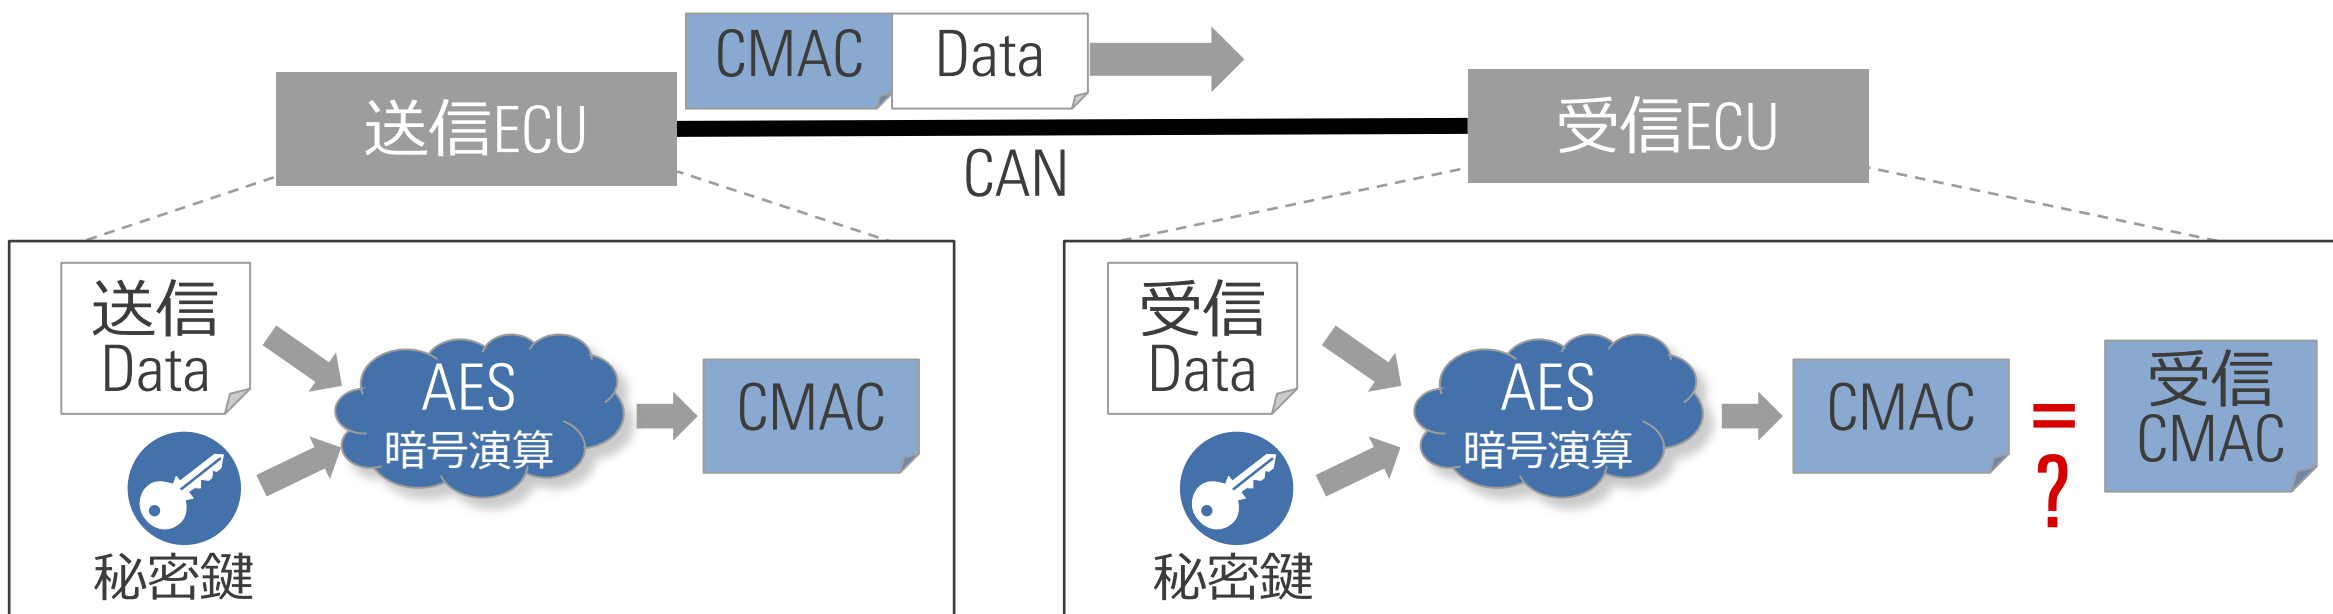 CMAC
Data
送信ECU
受信ECU
CAN
送信
Data
AES
暗号演算
CMAC
秘密鍵
受信
Data
AES
暗号演算
CMAC
=
?
受信
CMAC
秘密鍵